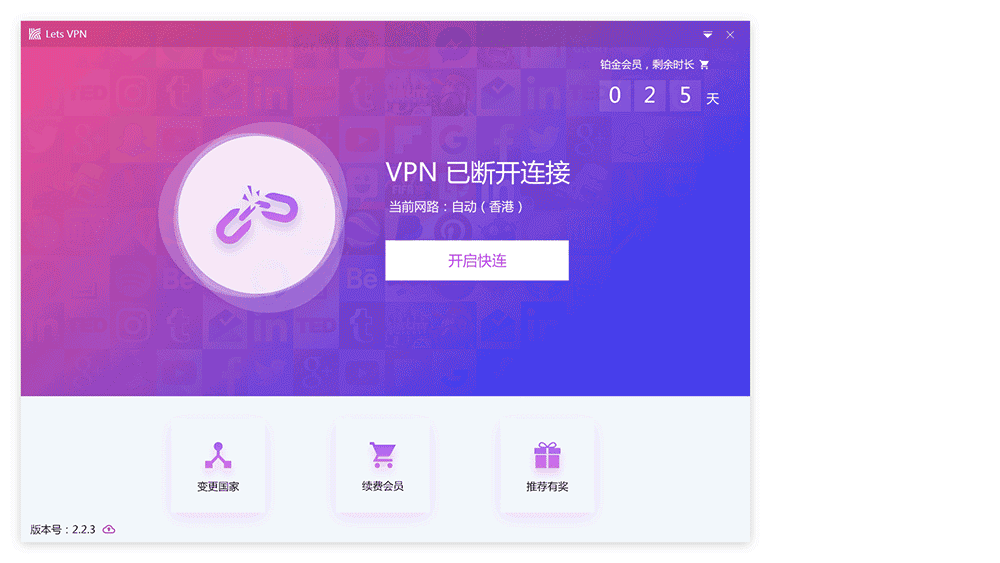 Lets VPN
铂金会员，剩余时长
0 2 5 天
VPN 已断开连接
当前网路：自动（香港）
开启快连
变更国家
续费会员
推荐有奖
版本号：2.2.3